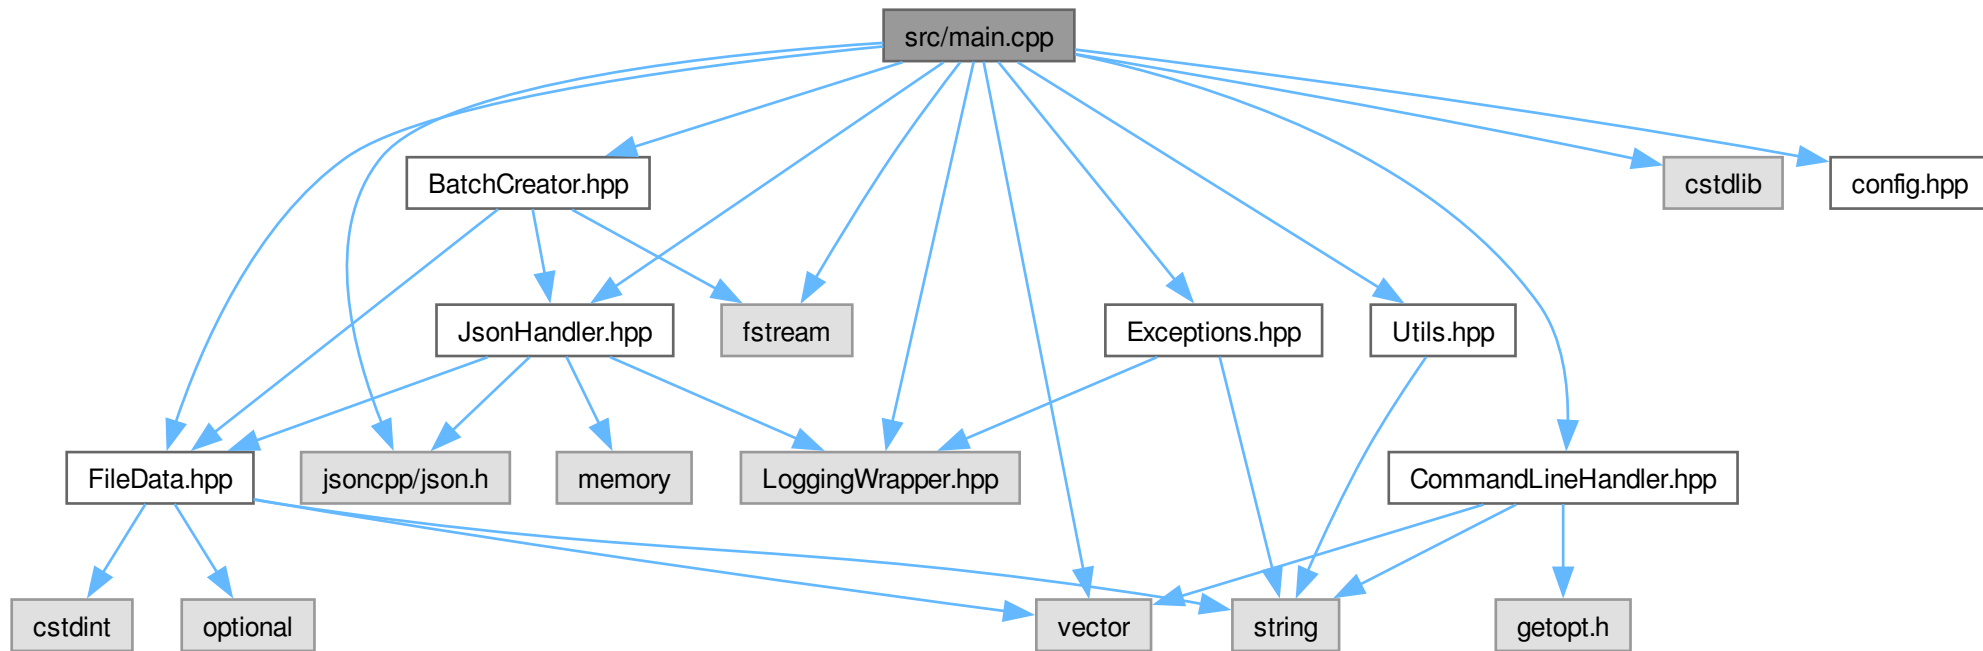 src/main.cpp
BatchCreator.hpp
cstdlib
config.hpp
JsonHandler.hpp
fstream
Exceptions.hpp
Utils.hpp
FileData.hpp
jsoncpp/json.h
memory
LoggingWrapper.hpp
CommandLineHandler.hpp
cstdint
optional
vector
string
getopt.h